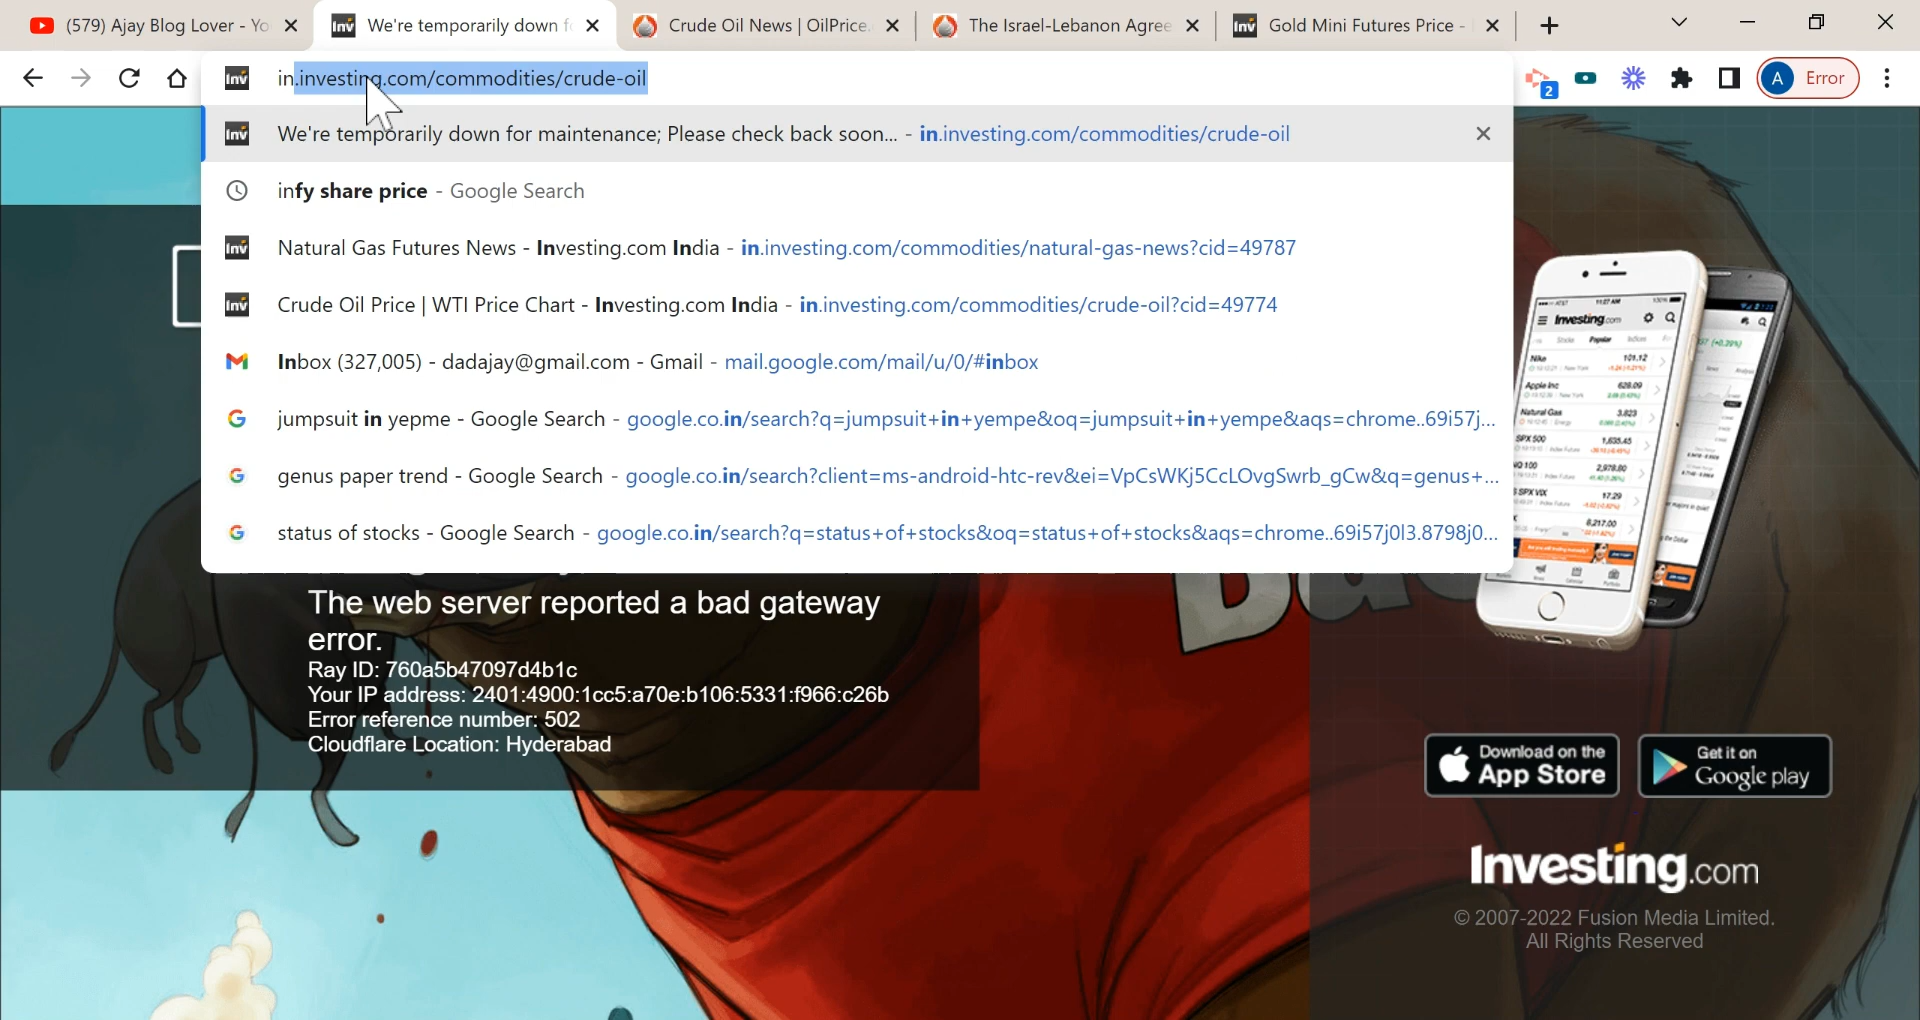 (579) Ajay Blog Lover - Yo
We're temporarily down f
Crude Oil News | OilPrice.
The Israel-Lebanon Agree
Gold Mini Futures Price -
in.investing.com/commodities/crude-oil
2
A Error
We're temporarily down for maintenance; Please check back soon... - in.investing.com/commodities/crude-oil
infy share price - Google Search
Natural Gas Futures News - Investing.com India - in.investing.com/commodities/natural-gas-news?cid=49787
Crude Oil Price | WTI Price Chart - Investing.com India - in.investing.com/commodities/crude-oil?cid=49774
Inbox (327,005) - dadajay@gmail.com - Gmail - mail.google.com/mail/u/0/#inbox
jumpsuit in yepme - Google Search - google.co.in/search?q=jumpsuit+in+yempe&oq=jumpsuit+in+yempe&aqs=chrome..69i57j...
genus paper trend - Google Search - google.co.in/search?client=ms-android-htc-rev&ei=VpCsWKj5CcLOvgSwrb_gCw&q=genus+...
status of stocks - Google Search - google.co.in/search?q=status+of+stocks&oq=status+of+stocks&aqs=chrome..69i57j0l3.8798j0...
Investing.com
Nike
Apple Inc
Natural Gas
SPX 500
The web server reported a bad gateway
error.
Ray ID: 760a5b47097d4b1c
Your IP address: 2401:4900:1cc5:a70e:b106:5331:f966:c26b
Error reference number: 502
Cloudflare Location: Hyderabad
Download on the
App Store
Get it on
Google play
Investing.com
© 2007-2022 Fusion Media Limited.
All Rights Reserved